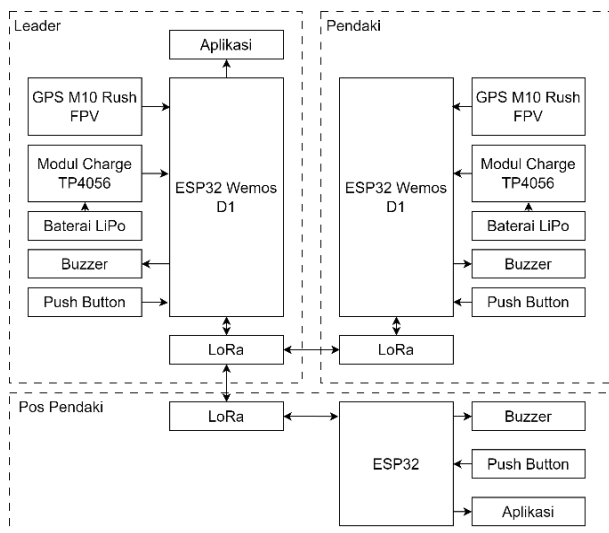 Leader
Aplikasi
GPS M10 Rush
FPV
Modul Charge
TP4056
Baterai LiPo
Buzzer
Push Button
ESP32 Wemos
D1
LoRa
Pendaki
ESP32 Wemos
D1
GPS M10 Rush
FPV
Modul Charge
TP4056
Baterai LiPo
Buzzer
Push Button
LoRa
Pos Pendaki
LoRa
ESP32
Buzzer
Push Button
Aplikasi